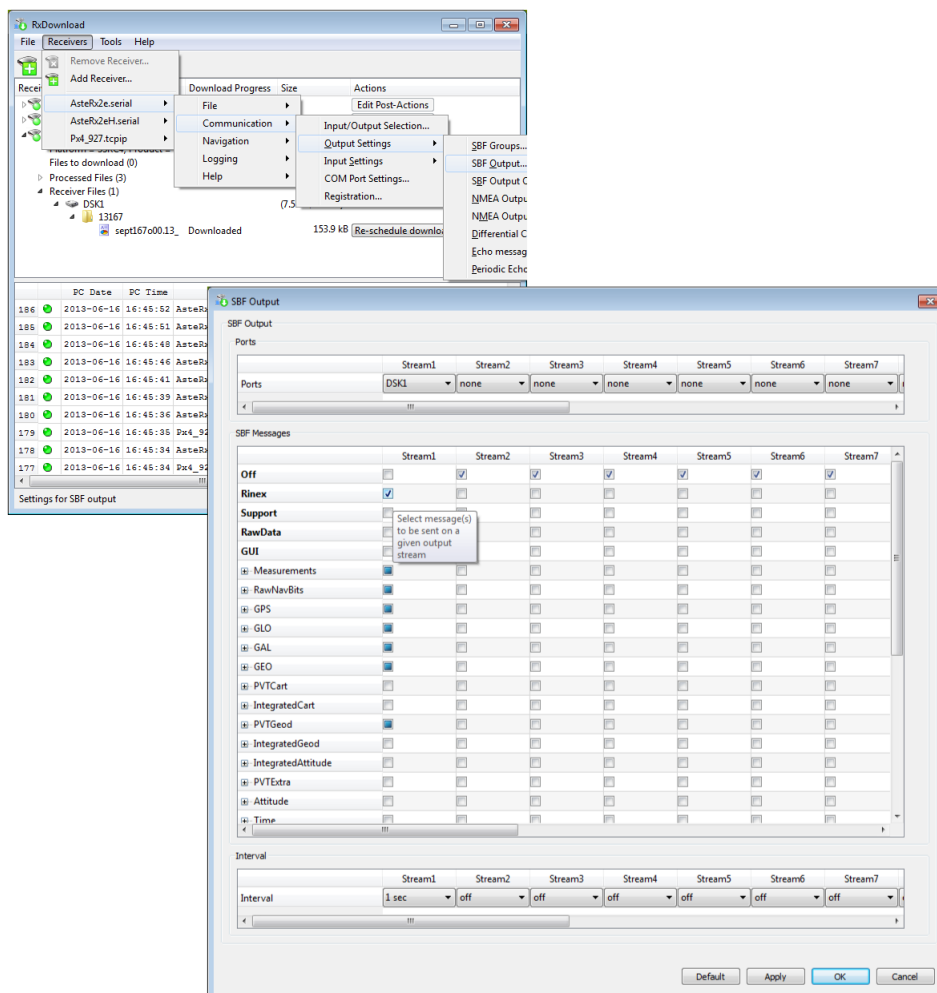 RxDownload
File Receivers Tools Help
Remove Receiver...
Add Receiver...
Download Progress Size Actions
AsteRx2e.serial File Edit Post-Actions
AsteRx2eH.serial Communication Input/Output Selection...
Px4_927.tcpip Navigation Output Settings SBF Groups...
Files to download (0) Logging Input Settings SBF Output...
Processed Files (3) Help COM Port Settings... SBF Output
Receiver Files (1) Registration... NMEA
DSK1 (7.5 NMEA
13167 Differential
sept167o00.13_ Downloaded 153.9 kB Re-schedule Echo
Periodic
PC Date PC Time
186 2013-06-16 16:45:52
185 2013-06-16 16:45:51
184 2013-06-16 16:45:48
183 2013-06-16 16:45:46
182 2013-06-16 16:45:41
181 2013-06-16 16:45:39
180 2013-06-16 16:45:36
179 2013-06-16 16:45:35
178 2013-06-16 16:45:34
177 2013-06-16 16:45:34
Settings for SBF output
SBF Output
SBF Output
Ports
Stream1 Stream2 Stream3 Stream4 Stream5 Stream6 Stream7
Ports DSK1 none none none none none none
SBF Messages
Stream1 Stream2 Stream3 Stream4 Stream5 Stream6 Stream7
Off
Rinex
Support
RawData
GUI
Select message(s)
to be sent on a
given output
stream
Measurements
RawNavBits
GPS
GLO
GAL
GEO
PVTCart
IntegratedCart
PVTGeod
IntegratedGeod
IntegratedAttitude
PVTExtra
Attitude
Time
Interval
Stream1 Stream2 Stream3 Stream4 Stream5 Stream6 Stream7
Interval 1 sec off off off off off off
Default Apply OK Cancel